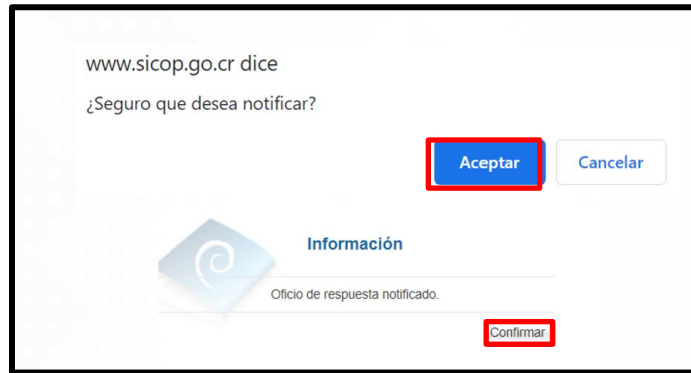 www.sicop.go.cr dice
¿Seguro que desea notificar?
Aceptar Cancelar
Información
Oficio de respuesta notificado.
Confirmar